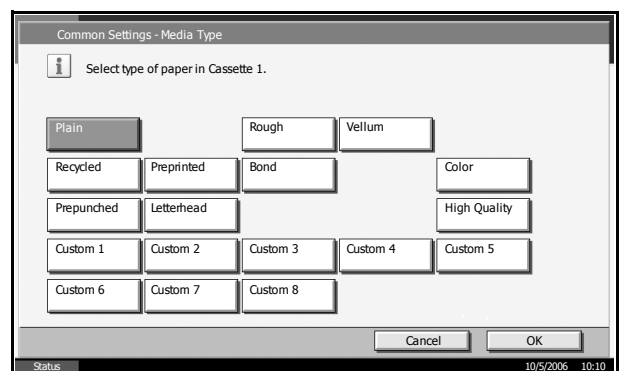 Common Settings - Media Type
Select type of paper in Cassette 1.
Plain Rough Vellum
Recycled Preprinted Bond Color
Prepunched Letterhead High Quality
Custom 1 Custom 2 Custom 3 Custom 4 Custom 5
Custom 6 Custom 7 Custom 8
Cancel OK
Status 10/5/2006 10:10